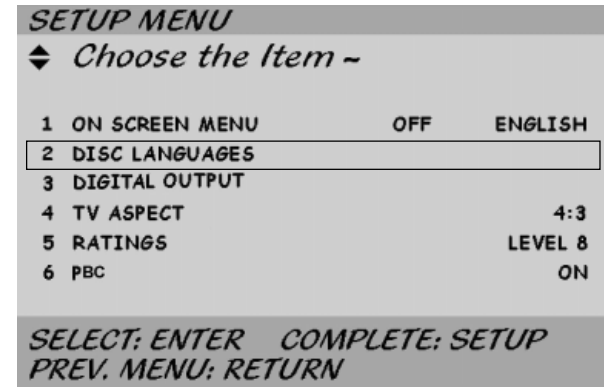 SETUP MENU
Choose the Item ~
1 ON SCREEN MENU OFF ENGLISH
2 DISC LANGUAGES
3 DIGITAL OUTPUT
4 TV ASPECT 4:3
5 RATINGS LEVEL 8
6 PBC ON
SELECT: ENTER COMPLETE: SETUP
PREV. MENU: RETURN